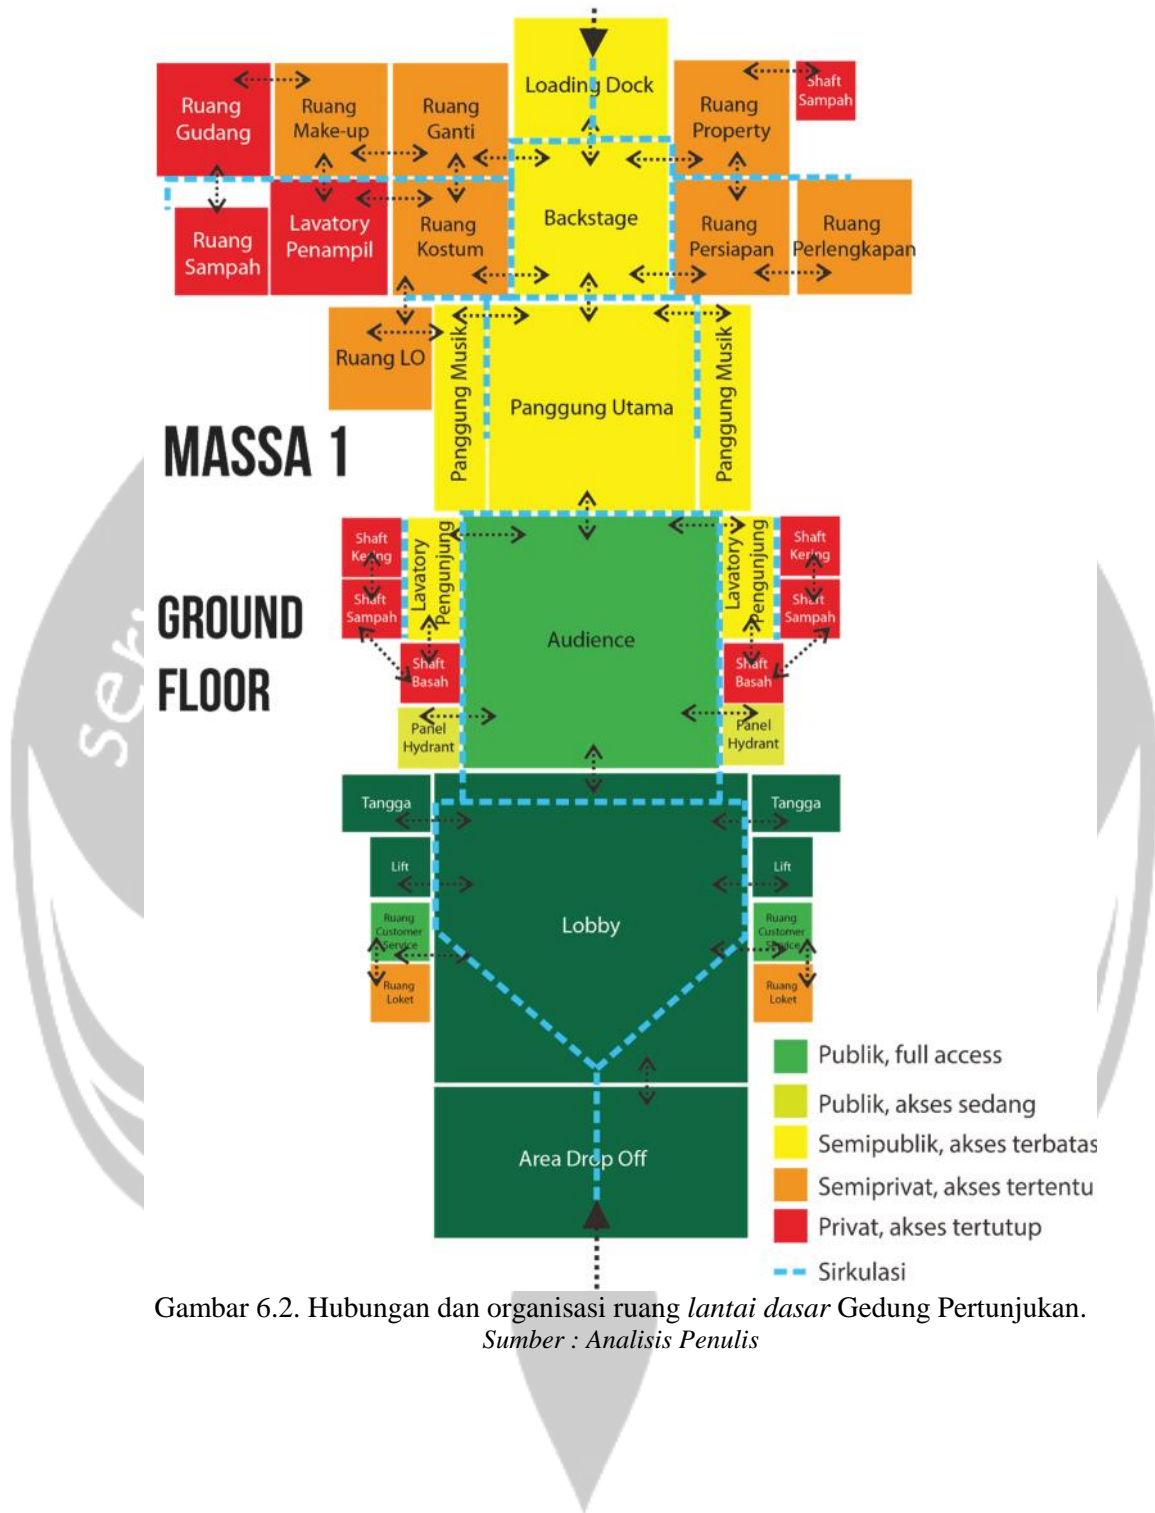 Loading Dock
Ruang
Gudang
Ruang
Make-up
Ruang
Ganti
Ruang
Property
Shaft
Sampah
Ruang
Sampah
Lavatory
Penampil
Ruang
Kostum
Backstage
Ruang
Persiapan
Ruang
Perlengkapan
Ruang LO
Panggung Musik
Panggung Utama
Panggung Musik
MASSA 1
GROUND
FLOOR
Shaft
Kering
Shaft
Sampah
Lavatory
Pengunjung
Shaft
Basah
Panel
Hydrant
Audience
Lavatory
Pengunjung
Shaft
Kering
Shaft
Sampah
Shaft
Basah
Panel
Hydrant
Tangga
Lift
Ruang
Customer
Service
Ruang
Loket
Lobby
Tangga
Lift
Ruang
Customer
Service
Ruang
Loket
Area Drop Off
Publik, full access
Publik, akses sedang
Semipublik, akses terbatas
Semiprivat, akses tertentu
Privat, akses tertutup
Sirkulasi
Gambar 6.2. Hubungan dan organisasi ruang lantai dasar Gedung Pertunjukan.
Sumber : Analisis Penulis